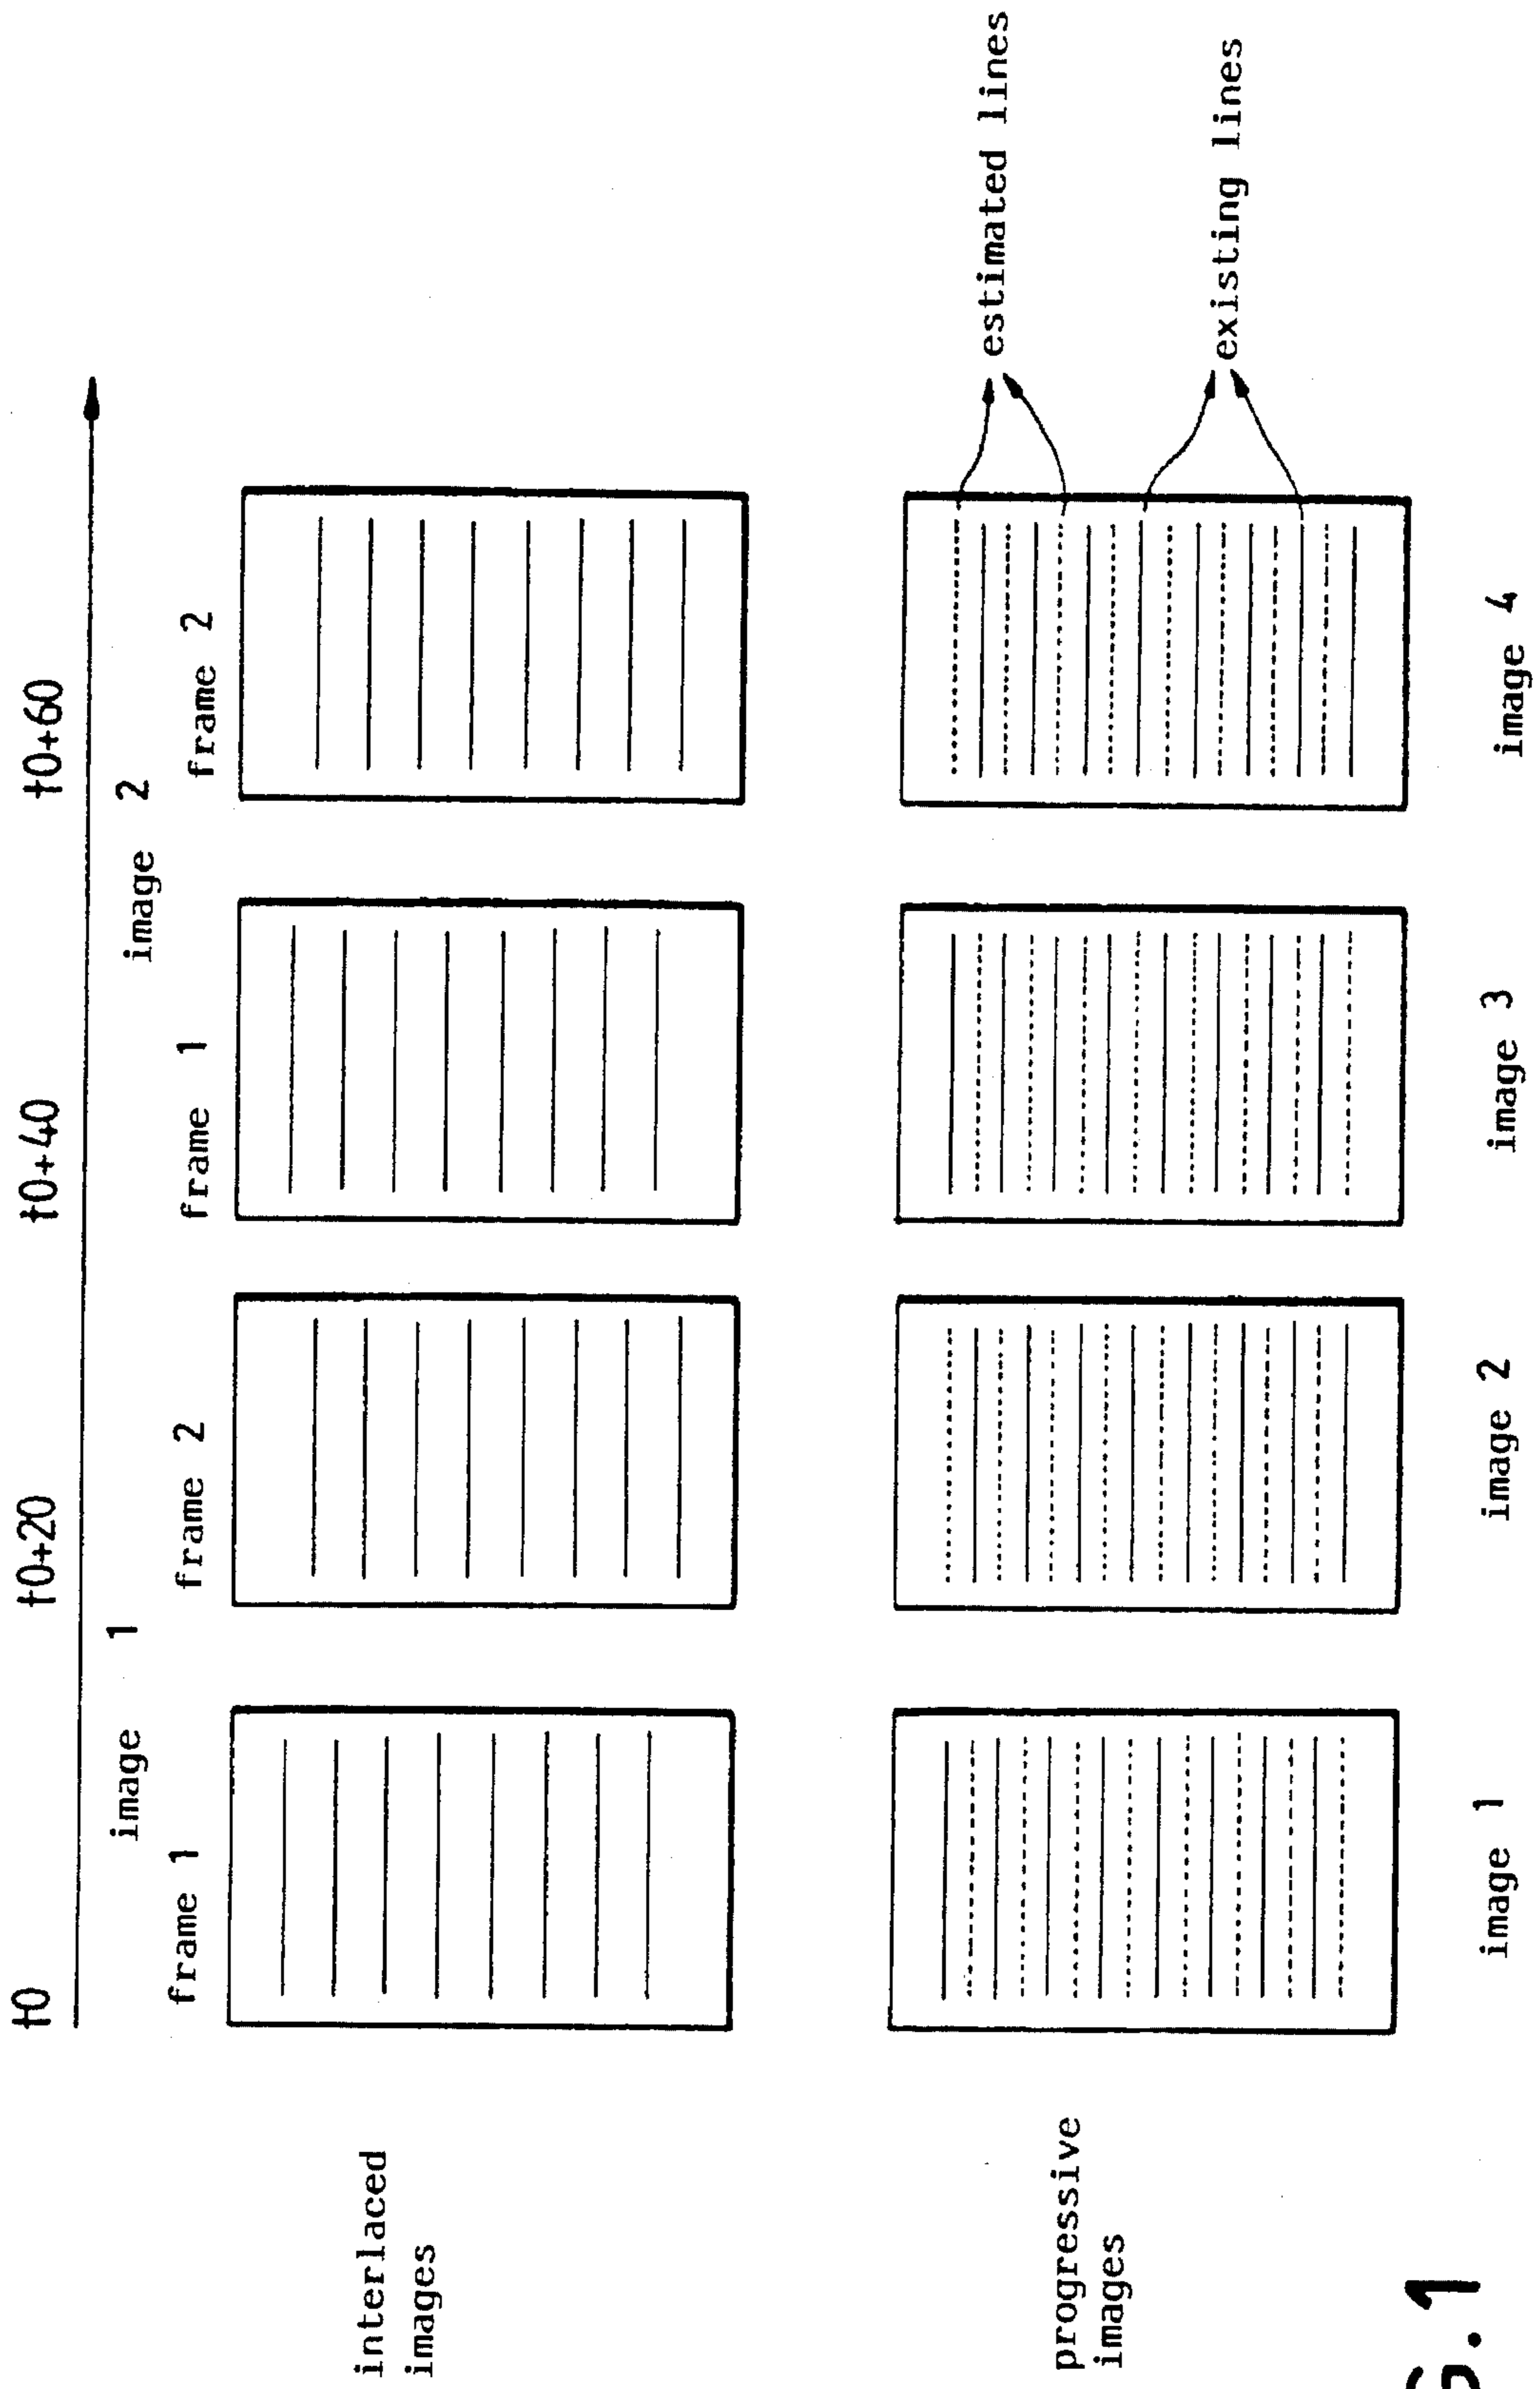 t0 t0+20 t0+40 t0+60
image 1 image 2
frame 1 frame 2 frame 1 frame 2
interlaced
images
progressive
images
estimated lines
existing lines
image 1 image 2 image 3 image 4
.1